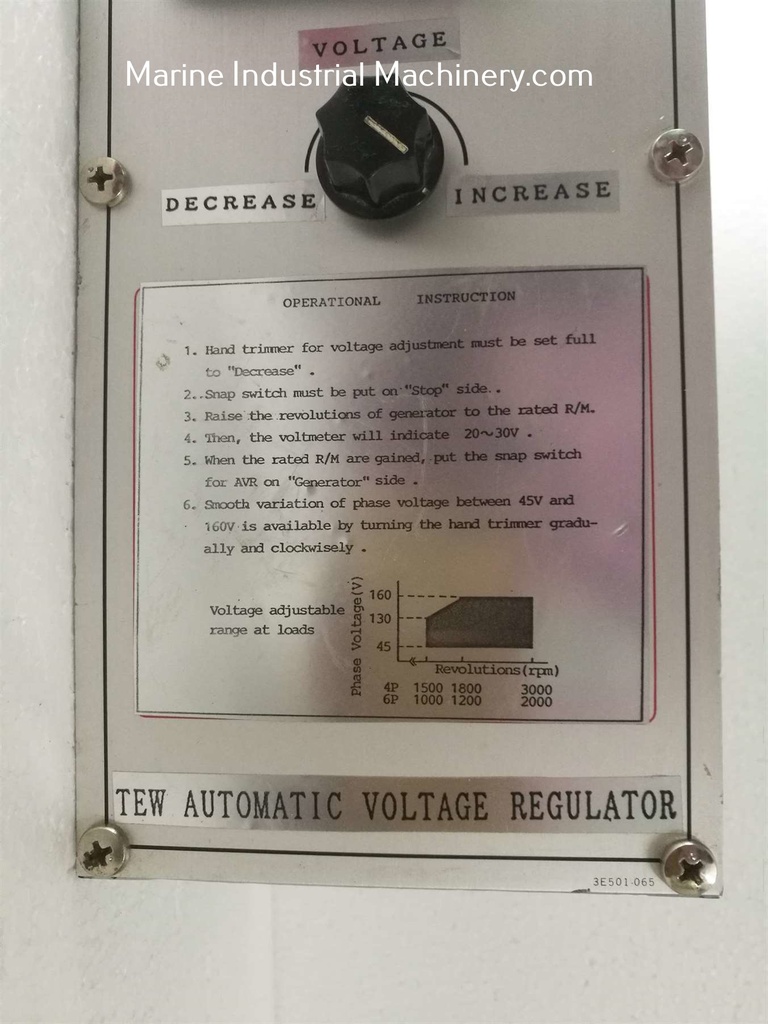 VOLTAGE
Marine Industrial Machinery.com
DECREASE INCREASE
OPERATIONAL INSTRUCTION
1. Hand trimmer for voltage adjustment must be set full
to "Decrease" .
2. Snap switch must be put on "Stop" side.
3. Raise the revolutions of generator to the rated R/M.
4. Then, the voltmeter will indicate 20~30V .
5. When the rated R/M are gained, put the snap switch
for AVR on "Generator" side .
6. Smooth variation of phase voltage between 45V and
160V is available by turning the hand trimmer gradu-
ally and clockwisely .
Voltage adjustable
range at loads
Phase Voltage(V)
160
130
45
Revolutions(rpm)
4P 1500 1800 3000
6P 1000 1200 2000
TEW AUTOMATIC VOLTAGE REGULATOR
3E501-065